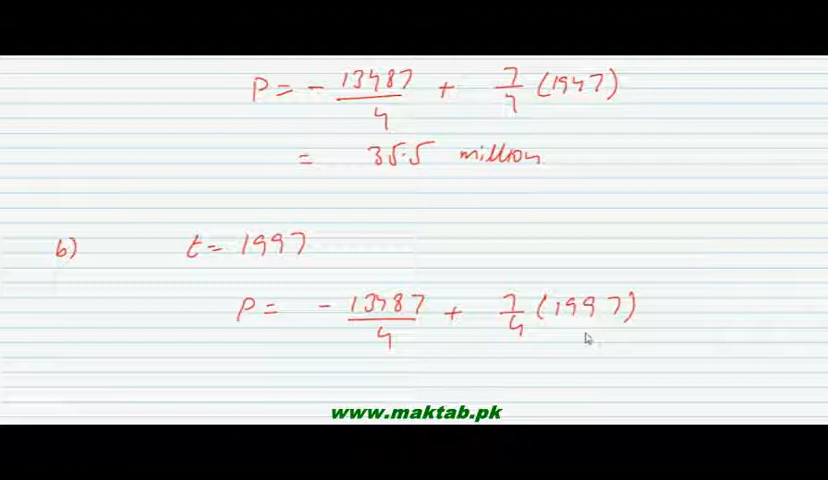 P = - 13487/4 + 7/4 (1947)
= 35.5 million
b) t = 1997
P = - 13487/4 + 7/4 (1997)
www.maktab.pk